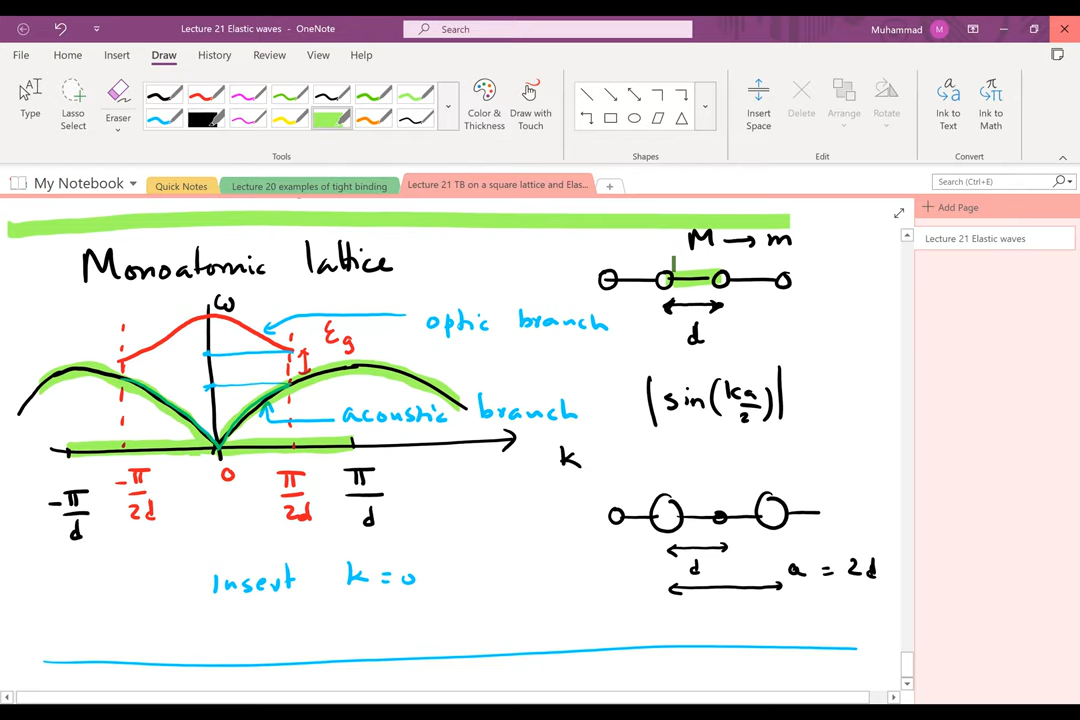 Lecture 21 Elastic waves - OneNote
Search
Muhammad
M
File Home Insert Draw History Review View Help
Type
Lasso Select
Eraser
Color & Thickness
Draw with Touch
Insert Space
Delete
Arrange
Rotate
Ink to Text
Ink to Math
Tools
Shapes
Edit
Convert
My Notebook
Quick Notes
Lecture 20 examples of tight binding
Lecture 21 TB on a square lattice and Elas...
Search (Ctrl+E)
Add Page
Lecture 21 Elastic waves
M → m
Monoatomic lattice
d
ω
optic branch
Eg
|sin(ka/2)|
acoustic branch
k
-π/d
-π/2d
0
π/2d
π/d
d
a = 2d
Insert k = 0